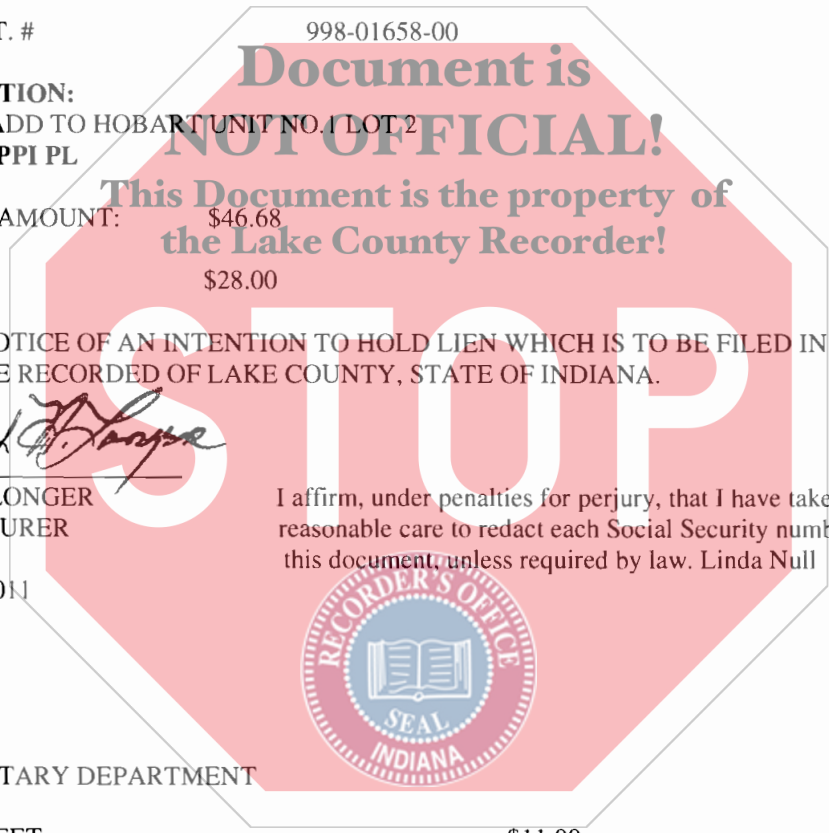 T. # 998-01658-00
Document is
TION:
ADD TO HOBART UNIT NO.1 LOT 2
NOT OFFICIAL!
PPI PL
This Document is the property of
AMOUNT: $46.68
the Lake County Recorder!
$28.00
STOP
OTICE OF AN INTENTION TO HOLD LIEN WHICH IS TO BE FILED IN
E RECORDED OF LAKE COUNTY, STATE OF INDIANA.
LONGER
URER
I affirm, under penalties for perjury, that I have take
reasonable care to redact each Social Security numb
this document, unless required by law. Linda Null
011
RECORDER'S OFFICE
SEAL
INDIANA
TARY DEPARTMENT